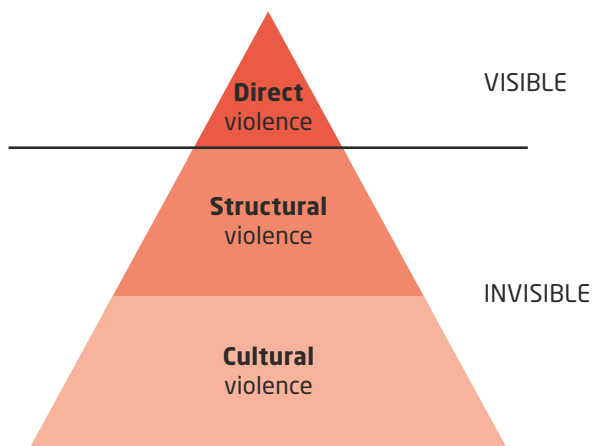 VISIBLE
Direct
violence
Structural
violence
INVISIBLE
Cultural
violence